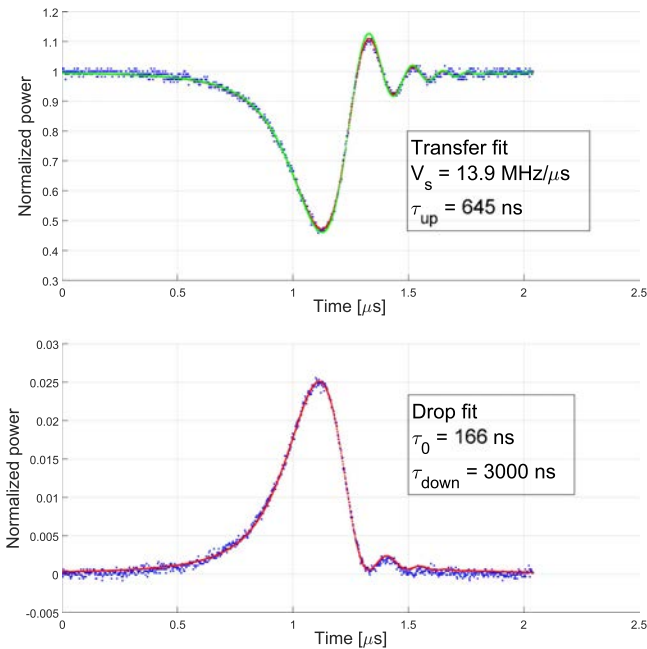 1.2
1.1
1
0.9
0.8
0.7
0.6
0.5
0.4
0.3
Normalized power
Transfer fit
V_s = 13.9 MHz/μs
τ_up = 645 ns
0 0.5 1 1.5 2 2.5
Time [μs]
0.03
0.025
0.02
0.015
0.01
0.005
0
-0.005
Normalized power
Drop fit
τ_0 = 166 ns
τ_down = 3000 ns
0 0.5 1 1.5 2 2.5
Time [μs]